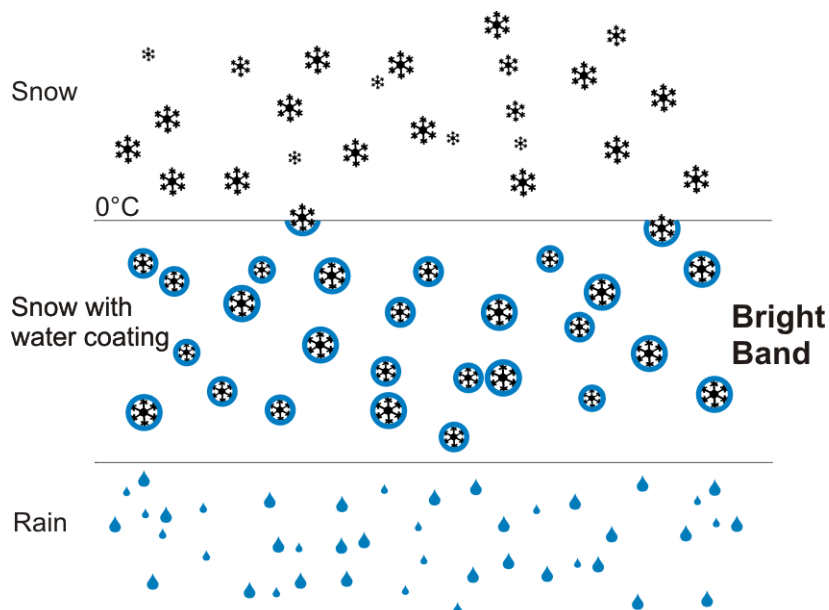 Snow
0°C
Snow with
water coating
Bright
Band
Rain